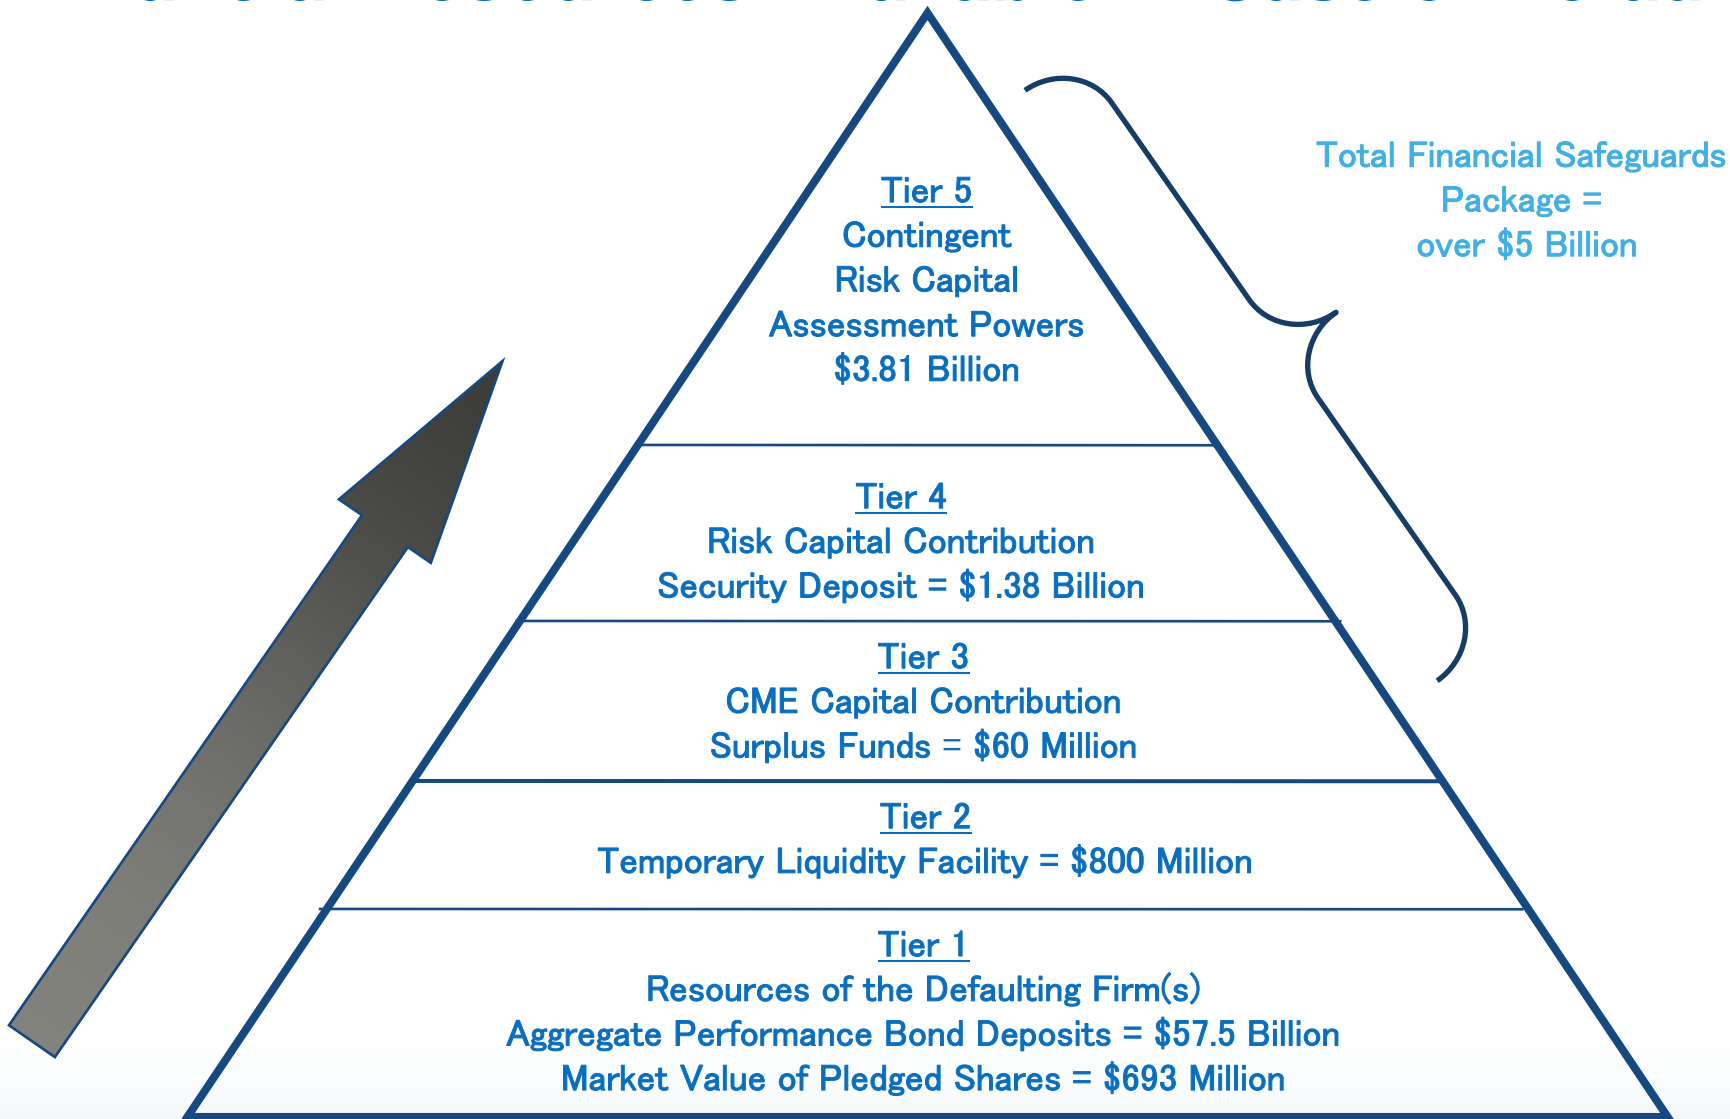 Tier 5
Contingent
Risk Capital
Assessment Powers
$3.81 Billion
Total Financial Safeguards
Package =
over $5 Billion
Tier 4
Risk Capital Contribution
Security Deposit = $1.38 Billion
Tier 3
CME Capital Contribution
Surplus Funds = $60 Million
Tier 2
Temporary Liquidity Facility = $800 Million
Tier 1
Resources of the Defaulting Firm(s)
Aggregate Performance Bond Deposits = $57.5 Billion
Market Value of Pledged Shares = $693 Million